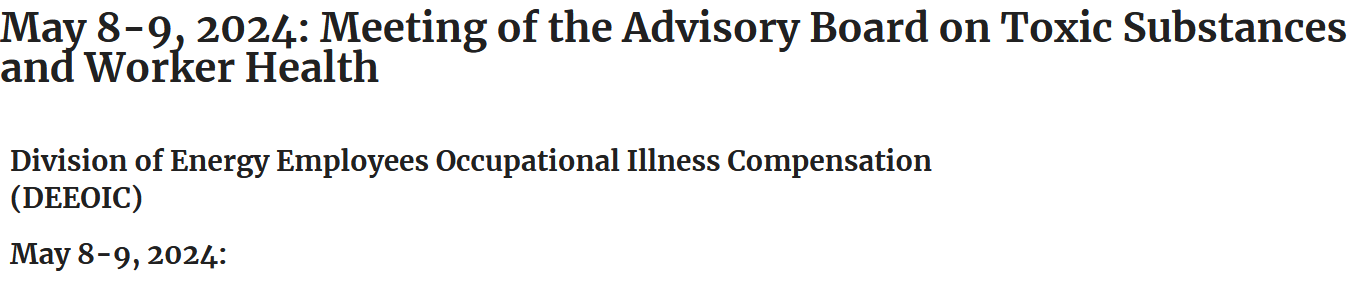 May 8-9, 2024: Meeting of the Advisory Board on Toxic Substances
and Worker Health
Division of Energy Employees Occupational Illness Compensation
(DEEOIC)
May 8-9, 2024: